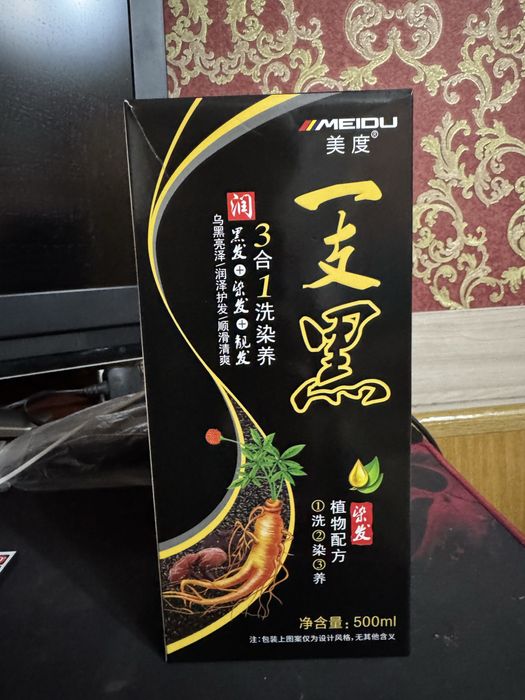 MEIDU
美度®
一支黑
3合1洗染养
润 黑发+染发+靓发
乌黑亮泽|润泽护发|顺滑清爽
染发
植物配方
①洗②染③养
净含量：500ml
注：包装上图案仅为设计风格，无其他含义